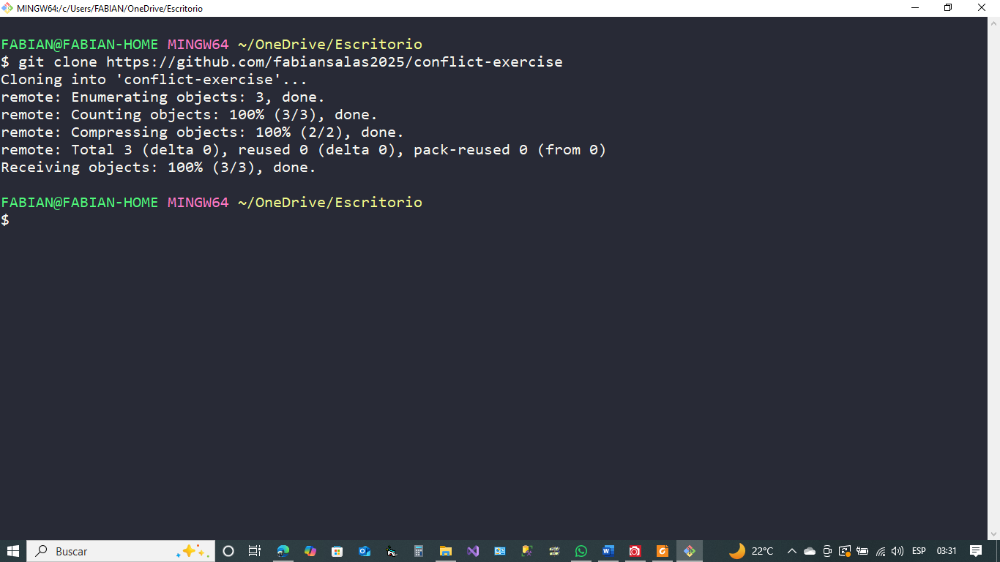 MINGW64:/c/Users/FABIAN/OneDrive/Escritorio
FABIAN@FABIAN-HOME MINGW64 ~/OneDrive/Escritorio
$ git clone https://github.com/fabiansalas2025/conflict-exercise
Cloning into 'conflict-exercise'...
remote: Enumerating objects: 3, done.
remote: Counting objects: 100% (3/3), done.
remote: Compressing objects: 100% (2/2), done.
remote: Total 3 (delta 0), reused 0 (delta 0), pack-reused 0 (from 0)
Receiving objects: 100% (3/3), done.
FABIAN@FABIAN-HOME MINGW64 ~/OneDrive/Escritorio
$
Buscar
22°C
ESP
03:31